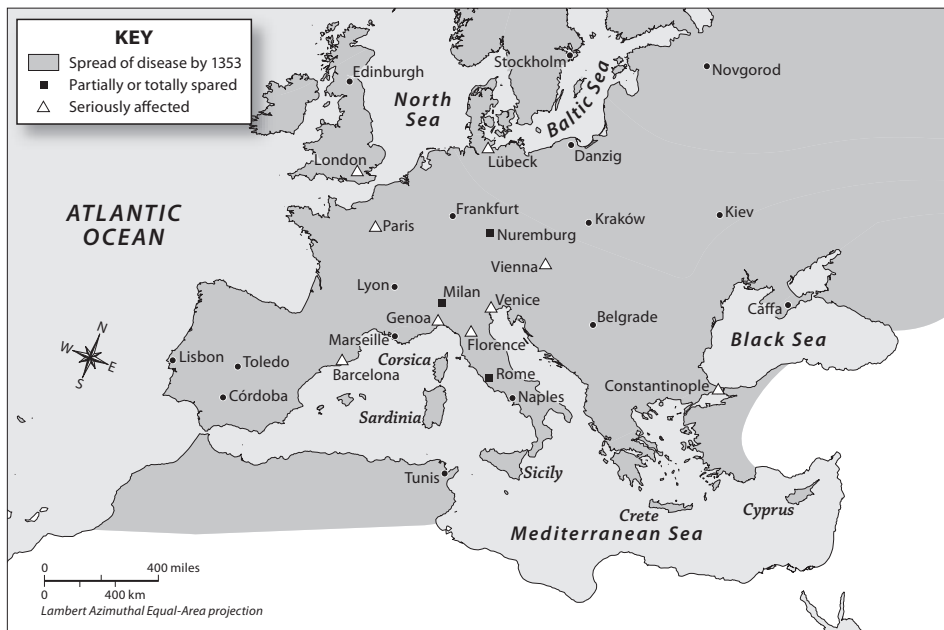 KEY
Spread of disease by 1353
Partially or totally spared
Seriously affected
Edinburgh
Stockholm
Novgorod
North
Sea
Baltic Sea
London
Lübeck
Danzig
ATLANTIC
OCEAN
Paris
Frankfurt
Nuremburg
Kraków
Kiev
Vienna
Lyon
Milan
Venice
Genoa
Caffa
Belgrade
Black Sea
Marseille
Florence
Corsica
N
W
E
S
Lisbon
Toledo
Barcelona
Rome
Constantinople
Córdoba
Naples
Sardinia
Tunis
Sicily
Crete
Cyprus
Mediterranean Sea
0 400 miles
0 400 km
Lambert Azimuthal Equal-Area projection